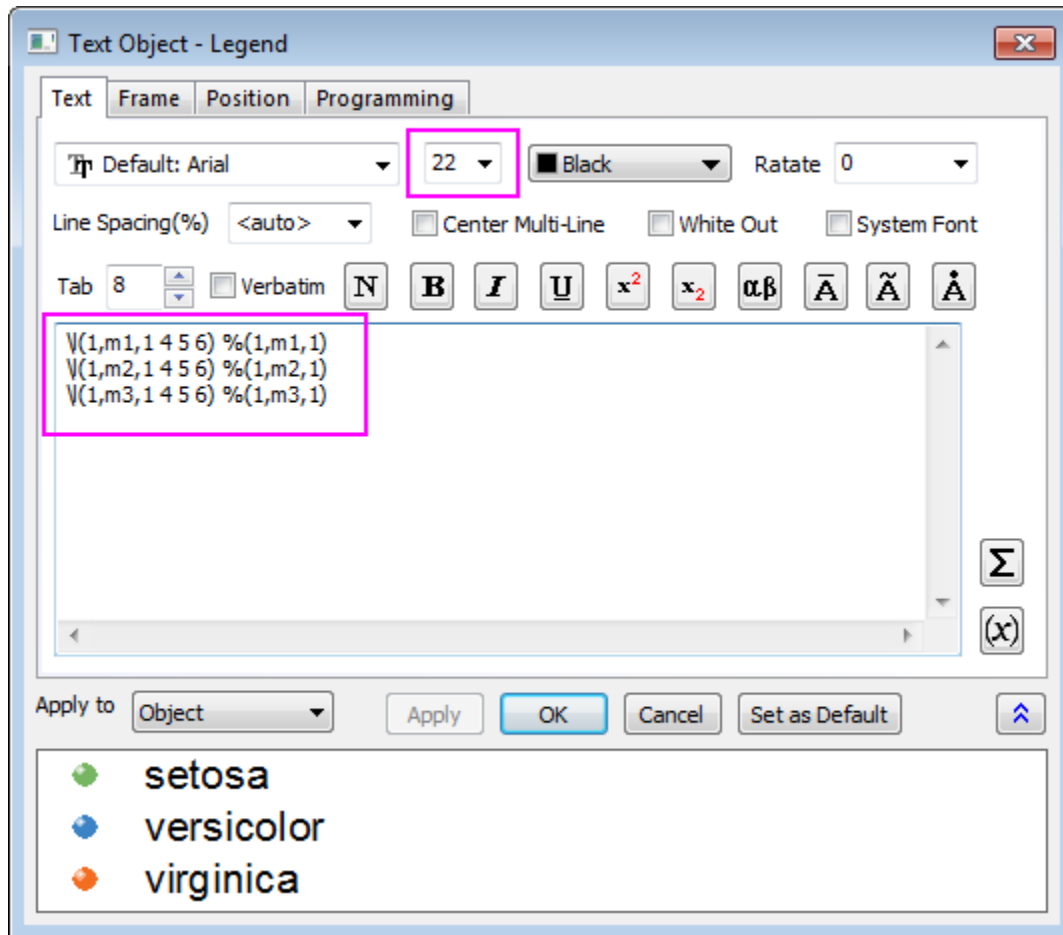 Text Object - Legend
Text Frame Position Programming
Default: Arial 22 Black Ratate 0
Line Spacing(%) <auto> Center Multi-Line White Out System Font
Tab 8 Verbatim N B I U x² x₂ αβ Ā Ã Å
\l(1,m1,1 4 5 6) %(1,m1,1)
\l(1,m2,1 4 5 6) %(1,m2,1)
\l(1,m3,1 4 5 6) %(1,m3,1)
Σ
(x)
Apply to Object Apply OK Cancel Set as Default
setosa
versicolor
virginica